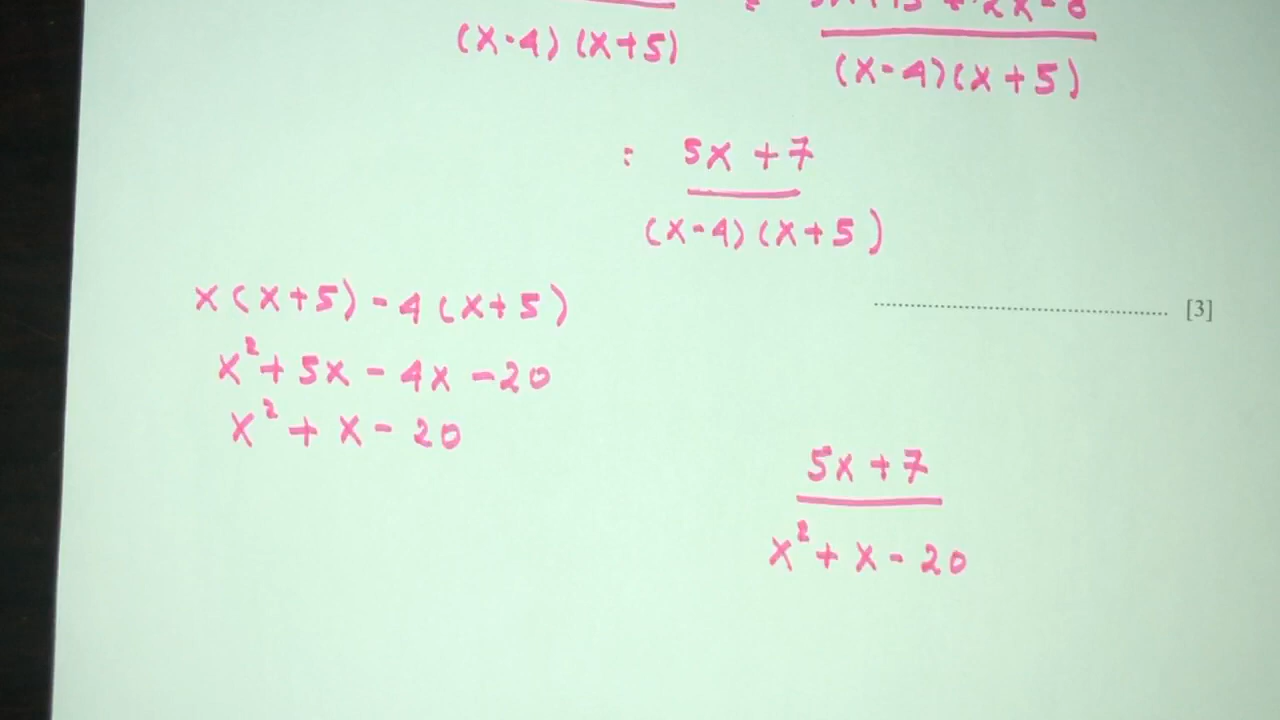 (x-4) (x+5) (x-4)(x+5)
: 5x +7
(x-4) (x+5)
x(x+5)-4(x+5)
[3]
x²+5x-4x-20
x²+x-20
5x+7
x²+x-20